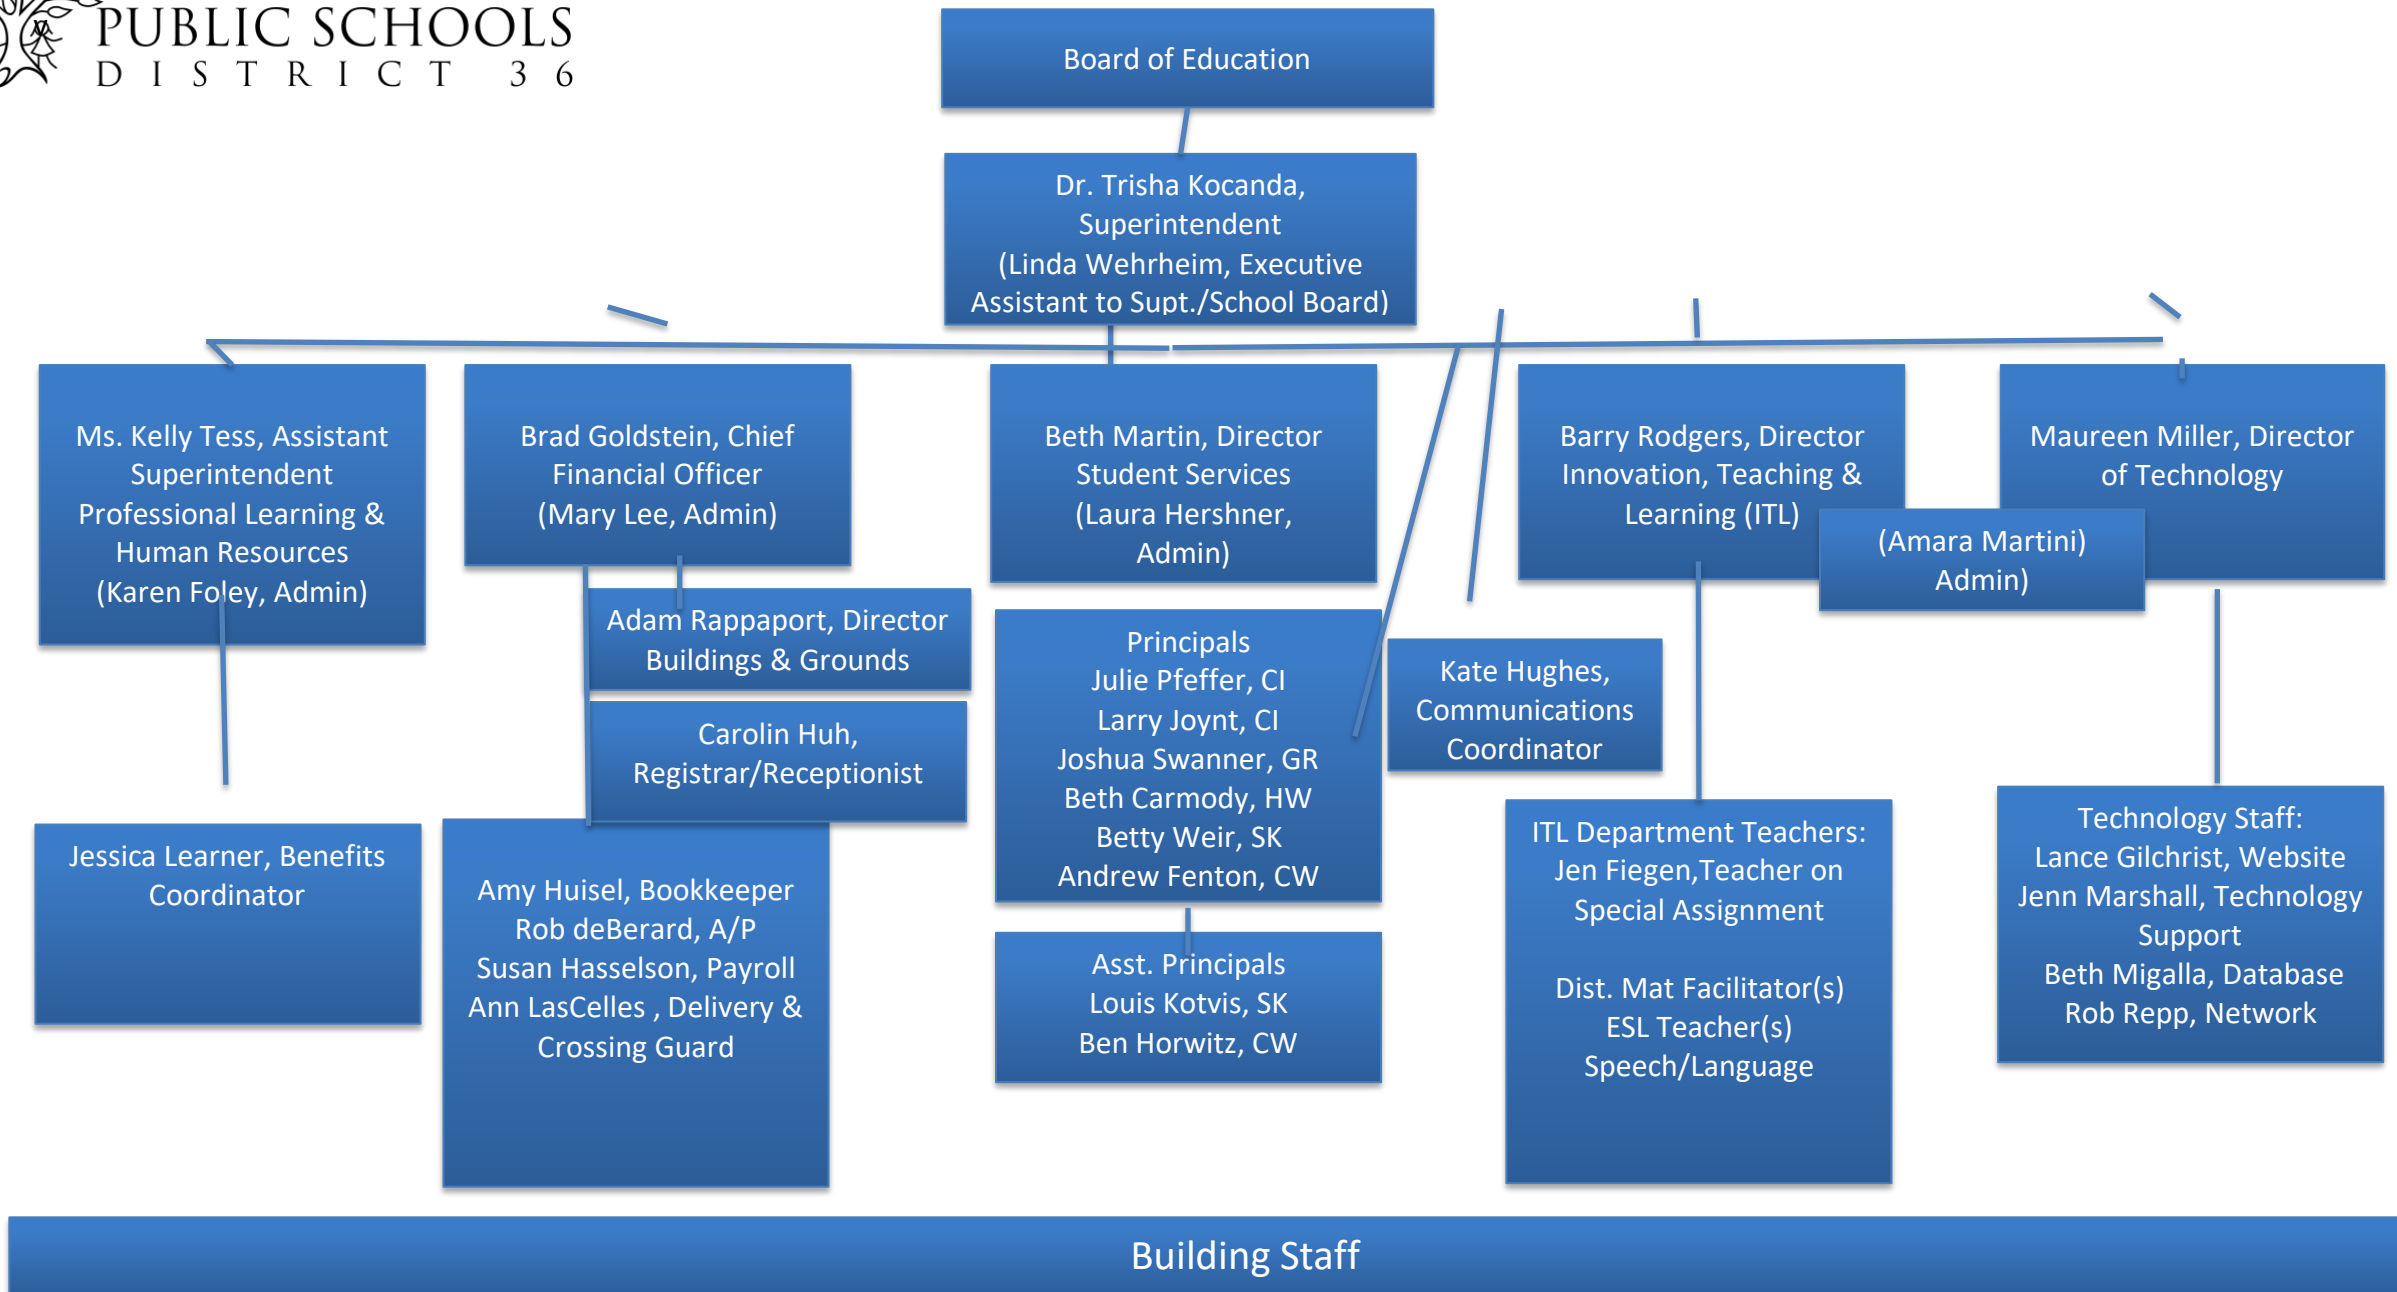 PUBLIC SCHOOLS
DISTRICT 36
Board of Education
Dr. Trisha Kocanda,
Superintendent
(Linda Wehrheim, Executive
Assistant to Supt./School Board)
Ms. Kelly Tess, Assistant
Superintendent
Professional Learning &
Human Resources
(Karen Foley, Admin)
Brad Goldstein, Chief
Financial Officer
(Mary Lee, Admin)
Beth Martin, Director
Student Services
(Laura Hershner,
Admin)
Barry Rodgers, Director
Innovation, Teaching &
Learning (ITL)
Maureen Miller, Director
of Technology
(Amara Martini)
Admin)
Adam Rappaport, Director
Buildings & Grounds
Carolin Huh,
Registrar/Receptionist
Principals
Julie Pfeffer, CI
Larry Joynt, CI
Joshua Swanner, GR
Beth Carmody, HW
Betty Weir, SK
Andrew Fenton, CW
Kate Hughes,
Communications
Coordinator
Jessica Learner, Benefits
Coordinator
Amy Huisel, Bookkeeper
Rob deBerard, A/P
Susan Hasselson, Payroll
Ann LasCelles , Delivery &
Crossing Guard
Asst. Principals
Louis Kotvis, SK
Ben Horwitz, CW
ITL Department Teachers:
Jen Fiegen,Teacher on
Special Assignment
Dist. Mat Facilitator(s)
ESL Teacher(s)
Speech/Language
Technology Staff:
Lance Gilchrist, Website
Jenn Marshall, Technology
Support
Beth Migalla, Database
Rob Repp, Network
Building Staff